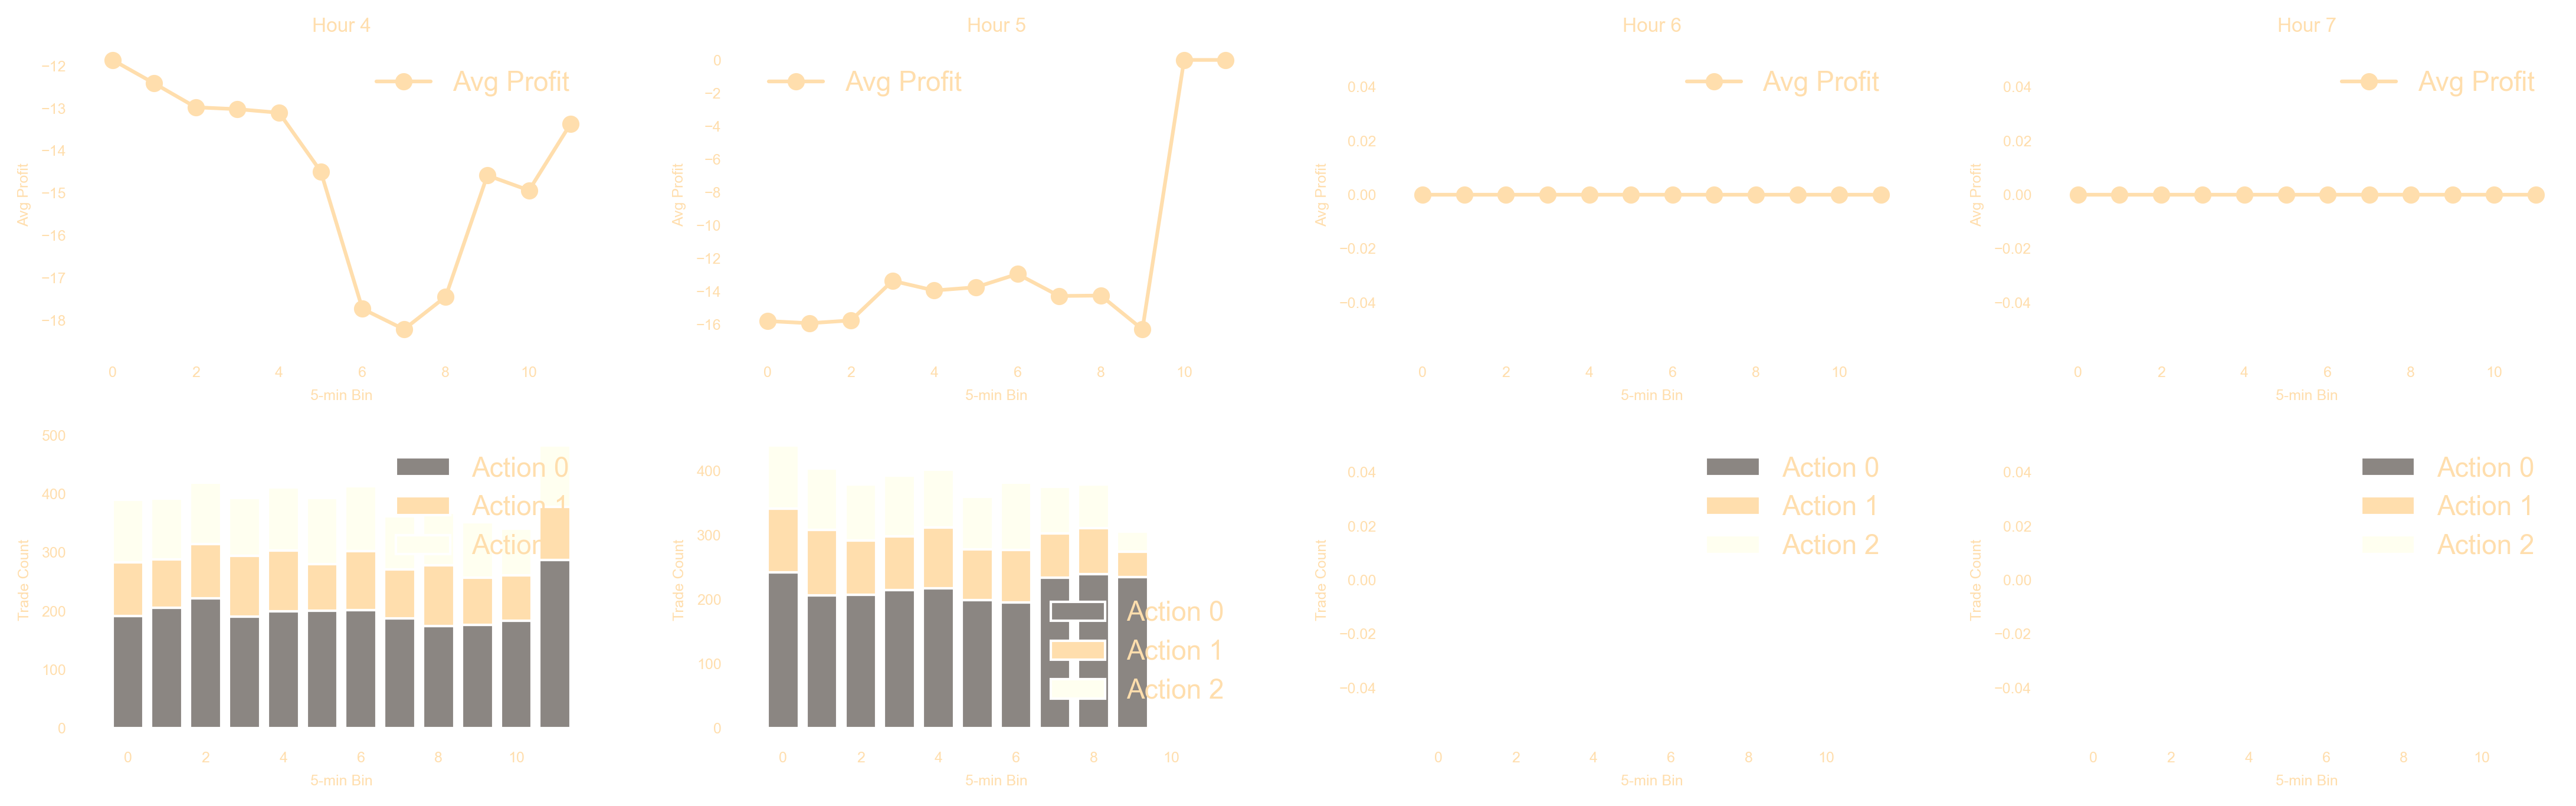 Hour 4
Avg Profit
−12
−13
−14
−15
−16
−17
−18
Avg Profit
0 2 4 6 8 10
5-min Bin
Hour 5
Avg Profit
0
−2
−4
−6
−8
−10
−12
−14
−16
Avg Profit
0 2 4 6 8 10
5-min Bin
Hour 6
Avg Profit
0.04
0.02
0.00
−0.02
−0.04
Avg Profit
0 2 4 6 8 10
5-min Bin
Hour 7
Avg Profit
0.04
0.02
0.00
−0.02
−0.04
Avg Profit
0 2 4 6 8 10
5-min Bin
500
400
300
200
100
0
Trade Count
Action 0
Action 1
Action
0 2 4 6 8 10
5-min Bin
400
300
200
100
0
Trade Count
Action 0
Action 1
Action 2
0 2 4 6 8 10
5-min Bin
0.04
0.02
0.00
−0.02
−0.04
Trade Count
Action 0
Action 1
Action 2
0 2 4 6 8 10
5-min Bin
0.04
0.02
0.00
−0.02
−0.04
Trade Count
Action 0
Action 1
Action 2
0 2 4 6 8 10
5-min Bin